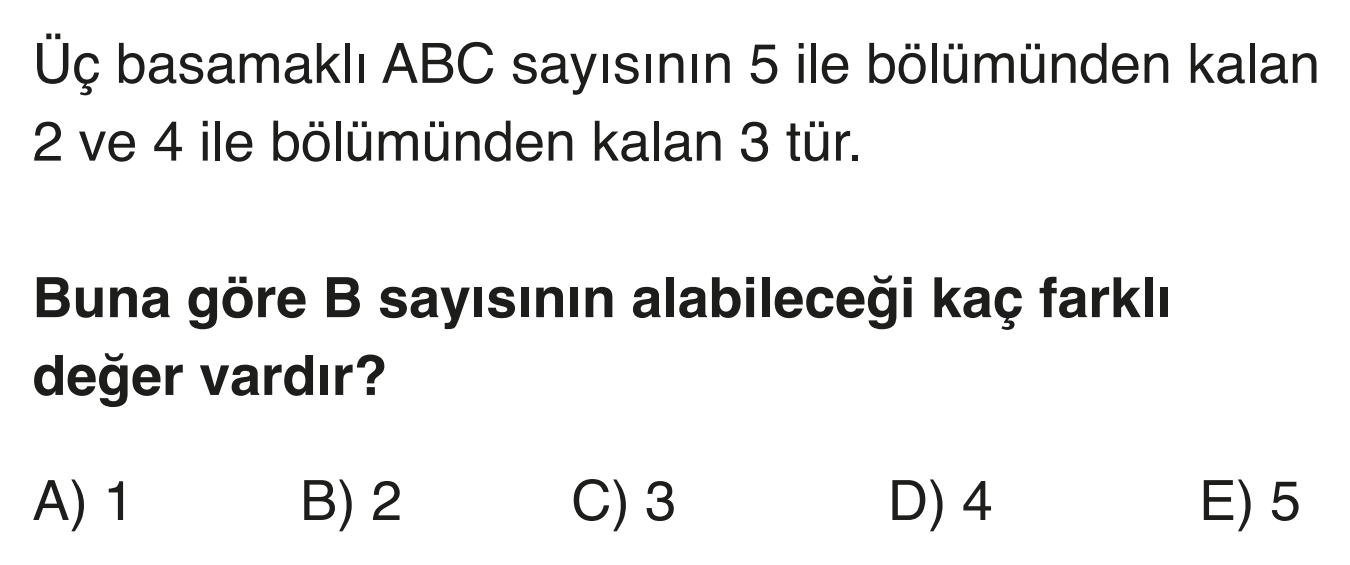 Üç basamaklı ABC sayısının 5 ile bölümünden kalan
2 ve 4 ile bölümünden kalan 3 tür.
Buna göre B sayısının alabileceği kaç farklı
değer vardır?
A) 1 B) 2 C) 3 D) 4 E) 5